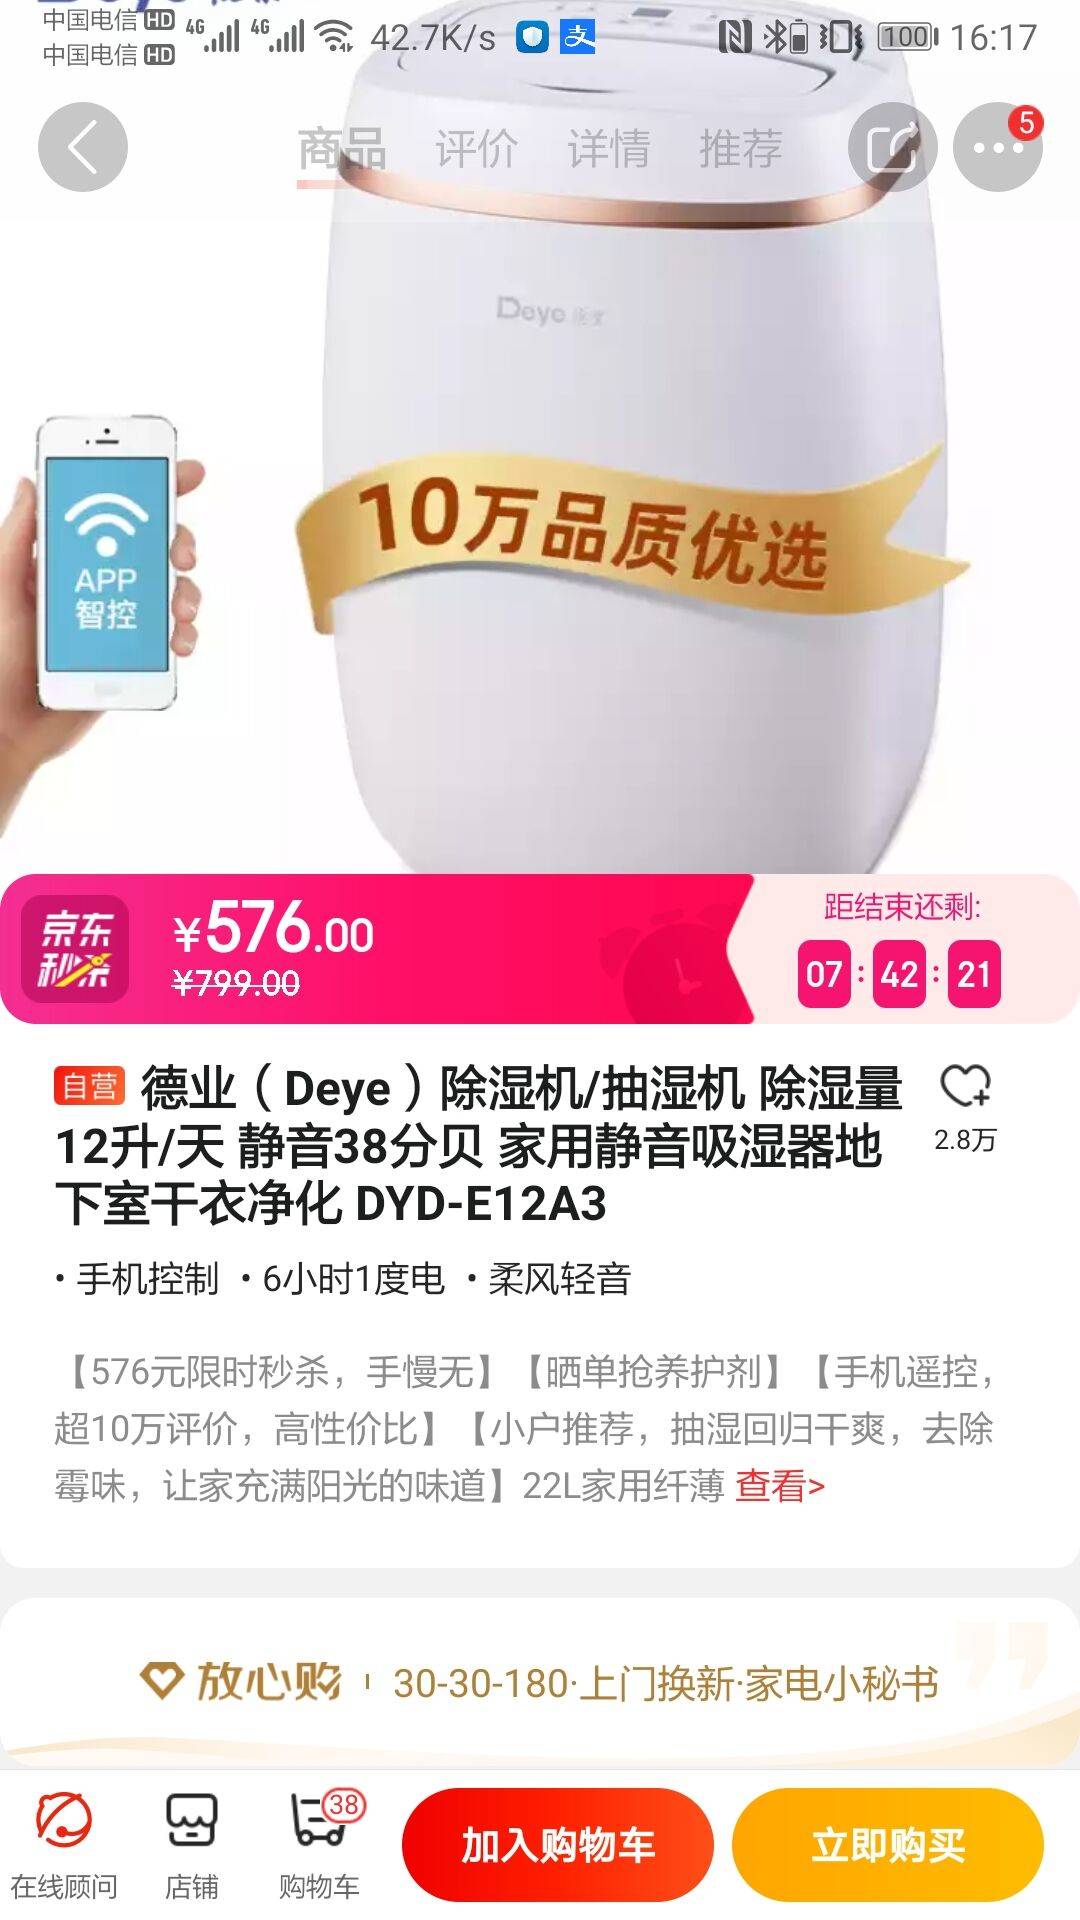 中国电信 HD 4G 4G 42.7K/s 100 16:17
中国电信 HD
商品 评价 详情 推荐 5
Deye
APP
智控
10万品质优选
京东
秒杀
¥576.00
¥799.00
距结束还剩:
07:42:21
自营 德业（Deye）除湿机/抽湿机 除湿量
12升/天 静音38分贝 家用静音吸湿器地
下室干衣净化 DYD-E12A3
2.8万
·手机控制 ·6小时1度电 ·柔风轻音
【576元限时秒杀，手慢无】【晒单抢养护剂】【手机遥控，
超10万评价，高性价比】【小户推荐，抽湿回归干爽，去除
霉味，让家充满阳光的味道】22L家用纤薄 查看>
放心购 30-30-180·上门换新·家电小秘书
38
在线顾问 店铺 购物车 加入购物车 立即购买